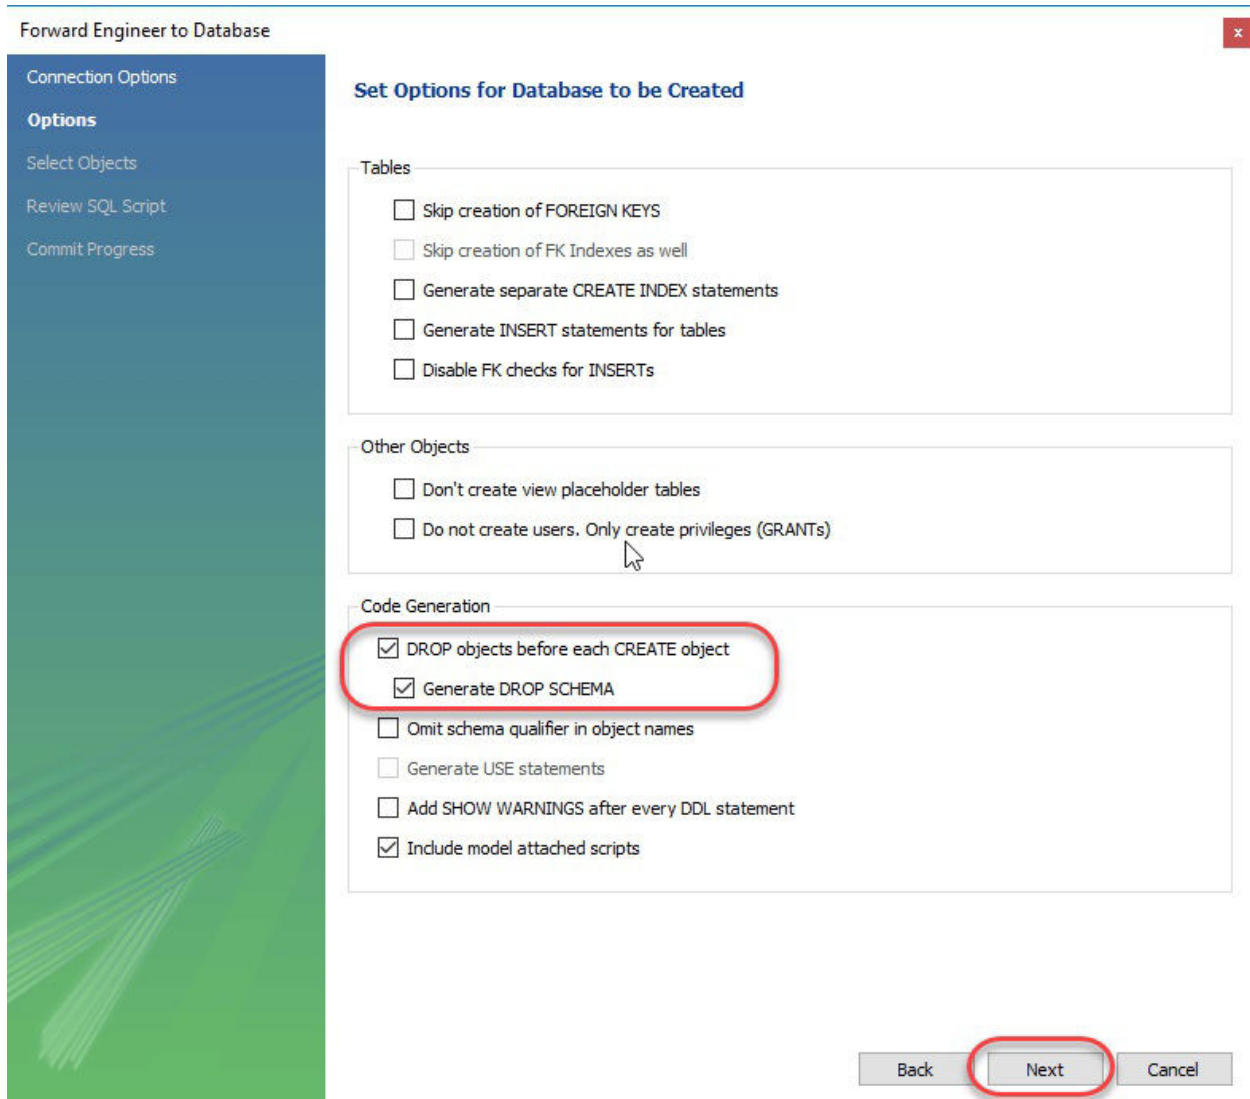 Forward Engineer to Database
x
Connection Options
Options
Select Objects
Review SQL Script
Commit Progress
Set Options for Database to be Created
Tables
Skip creation of FOREIGN KEYS
Skip creation of FK Indexes as well
Generate separate CREATE INDEX statements
Generate INSERT statements for tables
Disable FK checks for INSERTs
Other Objects
Don't create view placeholder tables
Do not create users. Only create privileges (GRANTs)
Code Generation
DROP objects before each CREATE object
Generate DROP SCHEMA
Omit schema qualifier in object names
Generate USE statements
Add SHOW WARNINGS after every DDL statement
Include model attached scripts
Back Next Cancel